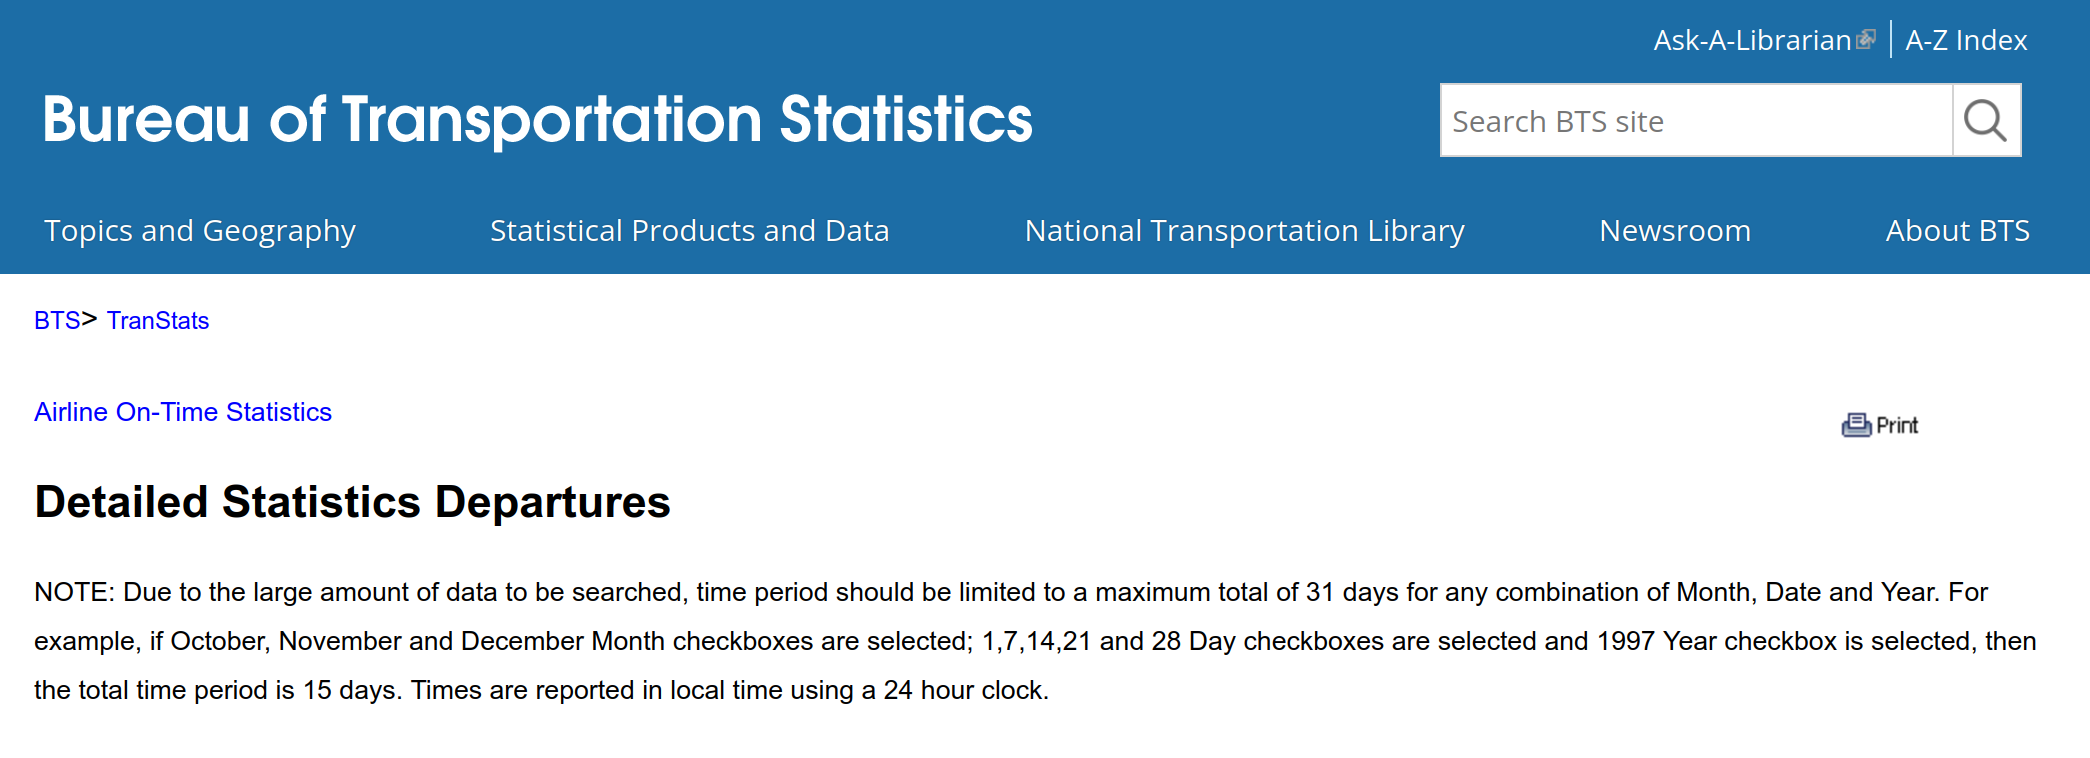 Ask-A-Librarian A-Z Index
Bureau of Transportation Statistics
Search BTS site
Topics and Geography Statistical Products and Data National Transportation Library Newsroom About BTS
BTS> TranStats
Airline On-Time Statistics
Print
Detailed Statistics Departures
NOTE: Due to the large amount of data to be searched, time period should be limited to a maximum total of 31 days for any combination of Month, Date and Year. For
example, if October, November and December Month checkboxes are selected; 1,7,14,21 and 28 Day checkboxes are selected and 1997 Year checkbox is selected, then
the total time period is 15 days. Times are reported in local time using a 24 hour clock.